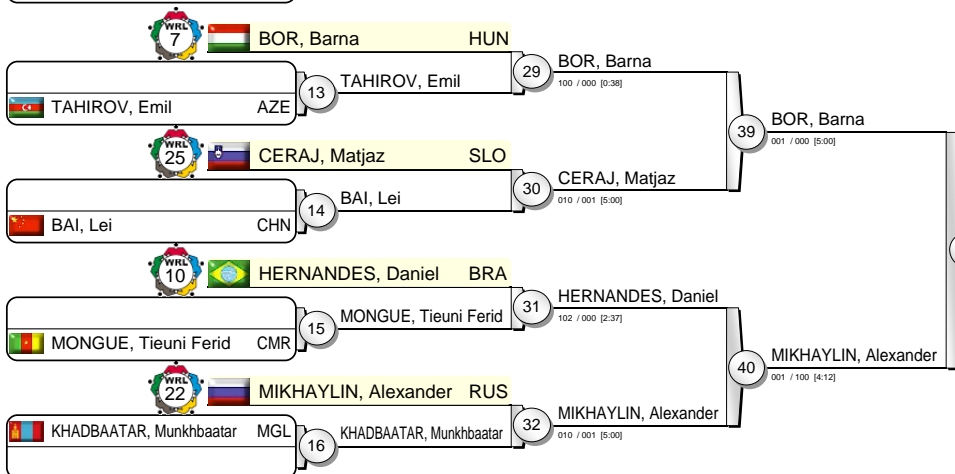 WRL
7
BOR, Barna HUN
TAHIROV, Emil AZE
13
TAHIROV, Emil
29
BOR, Barna
100 / 000 [0:38]
WRL
25
CERAJ, Matjaz SLO
BAI, Lei CHN
14
BAI, Lei
30
CERAJ, Matjaz
010 / 001 [5:00]
39
BOR, Barna
001 / 000 [5:00]
WRL
10
HERNANDES, Daniel BRA
MONGUE, Tieuni Ferid CMR
15
MONGUE, Tieuni Ferid
31
HERNANDES, Daniel
102 / 000 [2:37]
WRL
22
MIKHAYLIN, Alexander RUS
KHADBAATAR, Munkhbaatar MGL
16
KHADBAATAR, Munkhbaatar
32
MIKHAYLIN, Alexander
010 / 001 [5:00]
40
MIKHAYLIN, Alexander
001 / 100 [4:12]